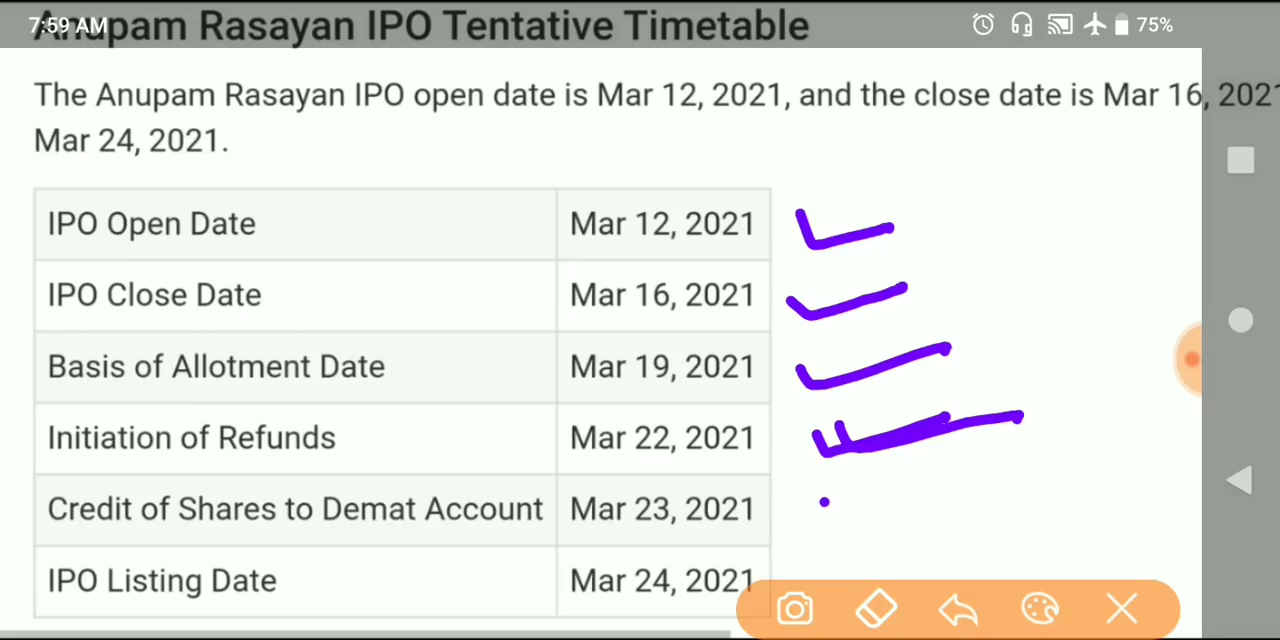 7:59 AM
75%
Anupam Rasayan IPO Tentative Timetable
The Anupam Rasayan IPO open date is Mar 12, 2021, and the close date is Mar 16, 2021
Mar 24, 2021.
IPO Open Date Mar 12, 2021
IPO Close Date Mar 16, 2021
Basis of Allotment Date Mar 19, 2021
Initiation of Refunds Mar 22, 2021
Credit of Shares to Demat Account Mar 23, 2021
IPO Listing Date Mar 24, 2021